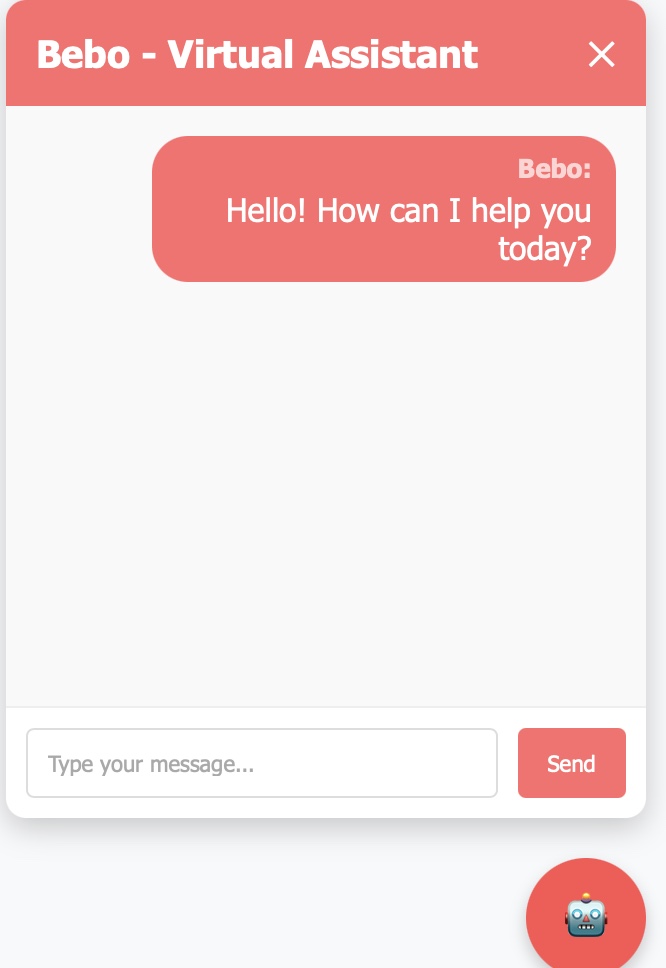 Bebo - Virtual Assistant
Bebo:
Hello! How can I help you
today?
Type your message...
Send